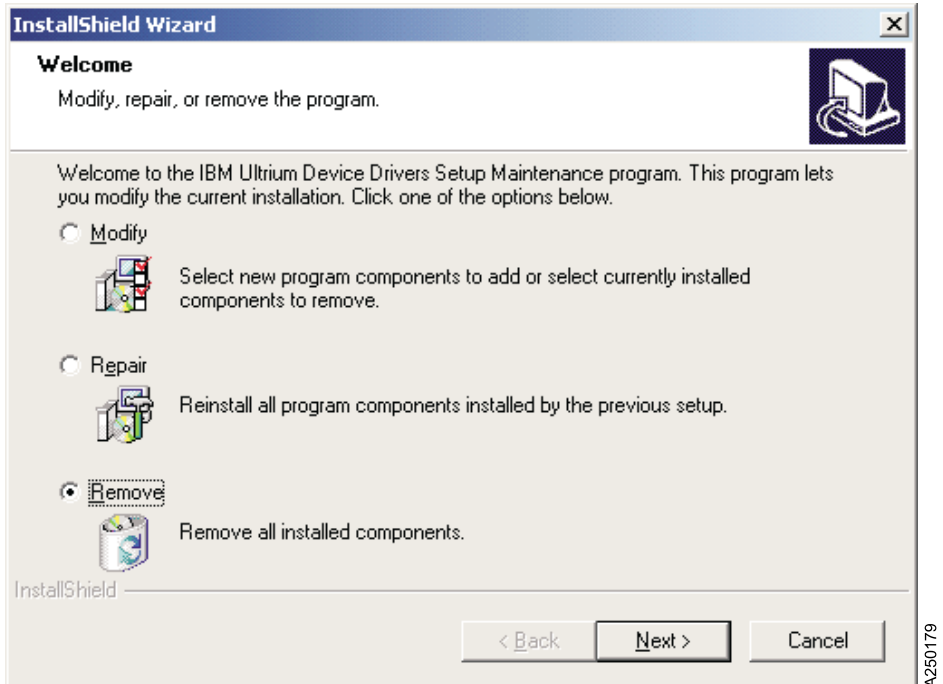 InstallShield Wizard
Welcome
Modify, repair, or remove the program.
Welcome to the IBM Ultrium Device Drivers Setup Maintenance program. This program lets
you modify the current installation. Click one of the options below.
Modify
Select new program components to add or select currently installed
components to remove.
Repair
Reinstall all program components installed by the previous setup.
Remove
Remove all installed components.
InstallShield
< Back
Next >
Cancel
A250179